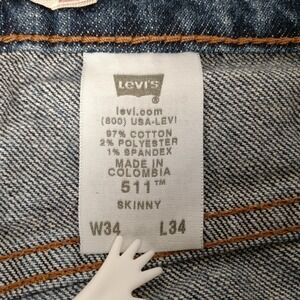 LEVI'S
®
levi.com
(800) USA-LEVI
97% COTTON
2% POLYESTER
1% SPANDEX
MADE IN
COLOMBIA
511™
SKINNY
W34 L34